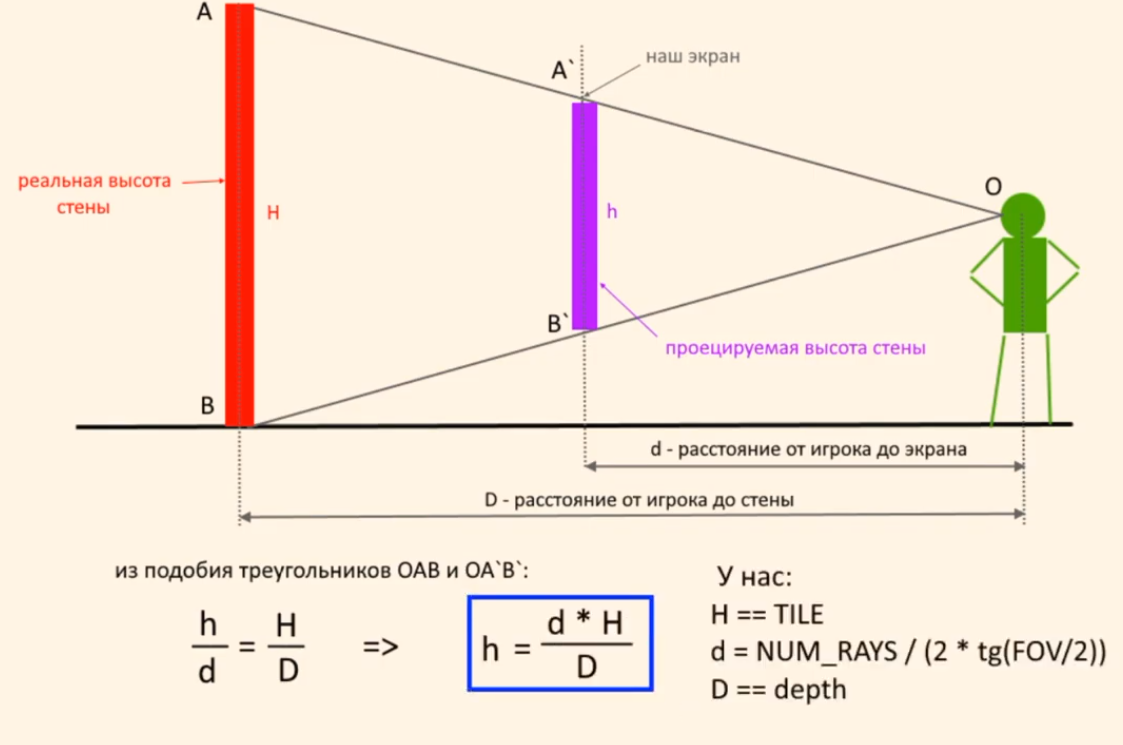 A
наш экран
A`
O
реальная высота
стены
H
h
B`
проецируемая высота стены
B
d - расстояние от игрока до экрана
D - расстояние от игрока до стены
из подобия треугольников OAB и OA`B`:
h / d = H / D => h = d * H / D
У нас:
H == TILE
d = NUM_RAYS / (2 * tg(FOV/2))
D == depth